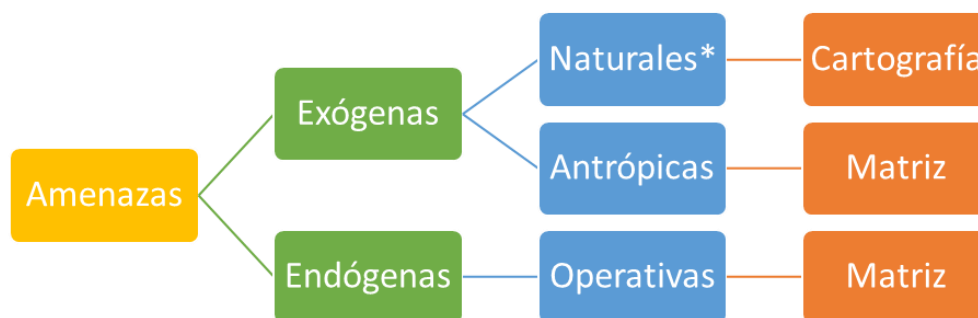 Naturales*
Cartografía
Exógenas
Antrópicas
Matriz
Amenazas
Endógenas
Operativas
Matriz